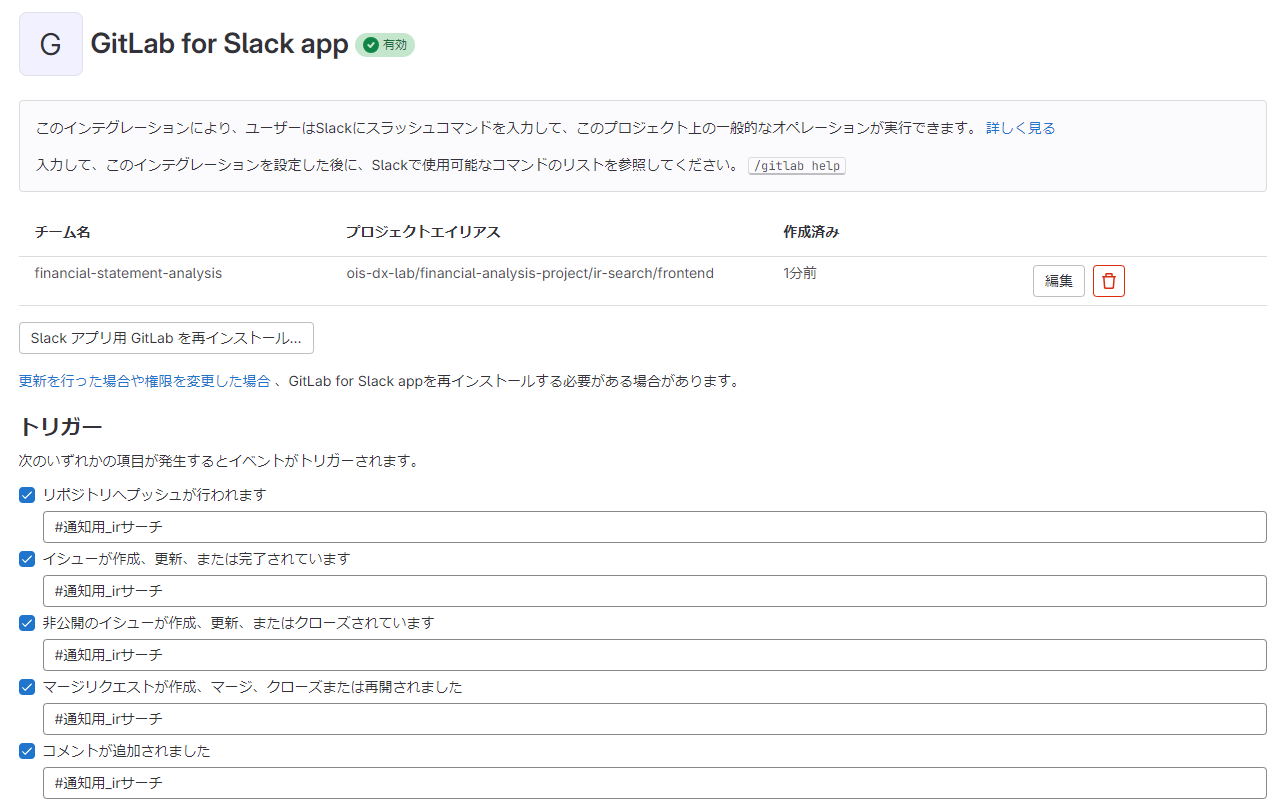 G
GitLab for Slack app 有効
このインテグレーションにより、ユーザーはSlackにスラッシュコマンドを入力して、このプロジェクト上の一般的なオペレーションが実行できます。 詳しく見る
入力して、このインテグレーションを設定した後に、Slackで使用可能なコマンドのリストを参照してください。 /gitlab help
チーム名 プロジェクトエイリアス 作成済み
financial-statement-analysis ois-dx-lab/financial-analysis-project/ir-search/frontend 1分前 編集
Slack アプリ用 GitLab を再インストール...
更新を行った場合や権限を変更した場合 、GitLab for Slack appを再インストールする必要がある場合があります。
トリガー
次のいずれかの項目が発生するとイベントがトリガーされます。
リポジトリへプッシュが行われます
#通知用_irサーチ
イシューが作成、更新、または完了されています
#通知用_irサーチ
非公開のイシューが作成、更新、またはクローズされています
#通知用_irサーチ
マージリクエストが作成、マージ、クローズまたは再開されました
#通知用_irサーチ
コメントが追加されました
#通知用_irサーチ